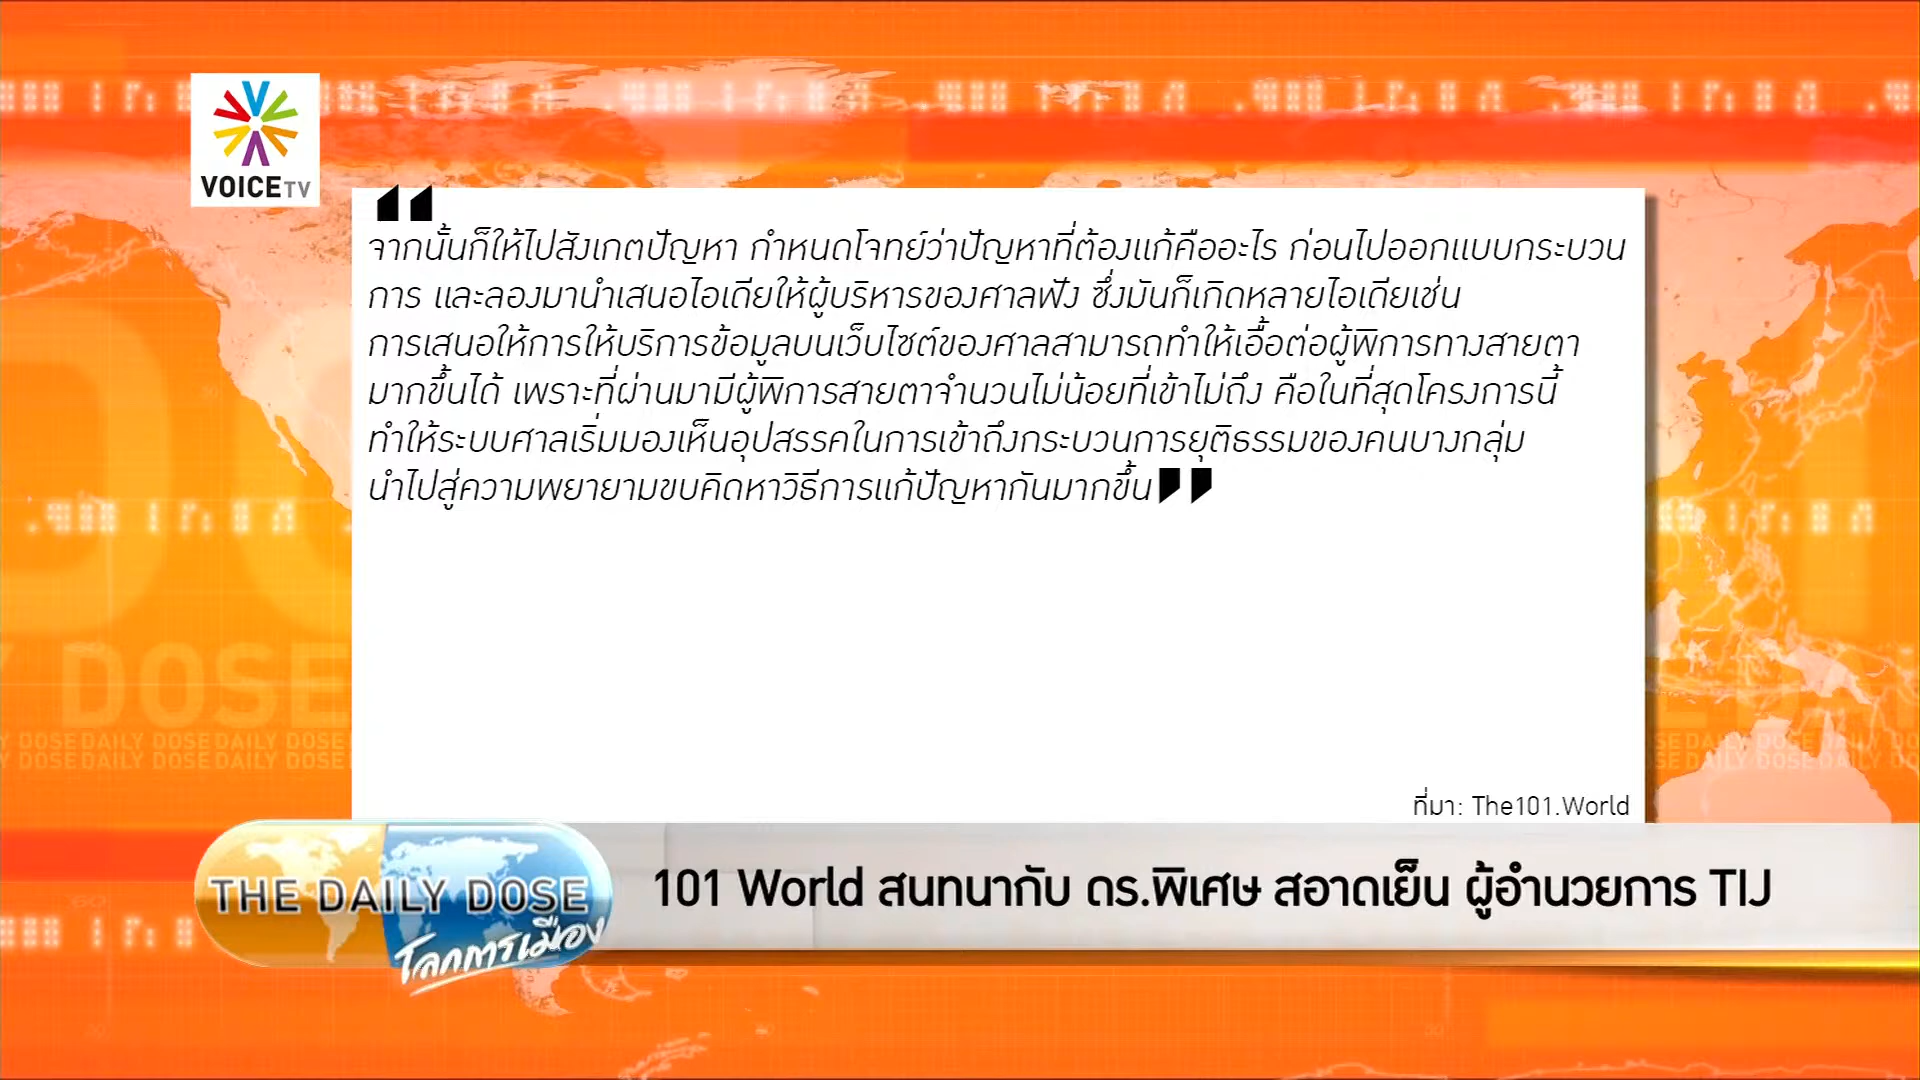 VOICE TV
“
จากนั้นก็ให้ไปสังเกตปัญหา กำหนดโจทย์ว่าปัญหาที่ต้องแก้คืออะไร ก่อนไปออกแบบกระบวน
การ และลองมานำเสนอไอเดียให้ผู้บริหารของศาลฟัง ซึ่งมันก็เกิดหลายไอเดียเช่น
การเสนอให้การให้บริการข้อมูลบนเว็บไซต์ของศาลสามารถทำให้เอื้อต่อผู้พิการทางสายตา
มากขึ้นได้ เพราะที่ผ่านมามีผู้พิการสายตาจำนวนไม่น้อยที่เข้าไม่ถึง คือในที่สุดโครงการนี้
ทำให้ระบบศาลเริ่มมองเห็นอุปสรรคในการเข้าถึงกระบวนการยุติธรรมของคนบางกลุ่ม
นำไปสู่ความพยายามขบคิดหาวิธีการแก้ปัญหากันมากขึ้น ”
DOSE
DOSE DAILY DOSE DAILY DOSE
DOSE DAILY DOSE DAILY DOSE
ที่มา: The101.World
THE DAILY DOSE
โลกการเมือง
101 World สนทนากับ ดร.พิเศษ สอาดเย็น ผู้อำนวยการ TIJ